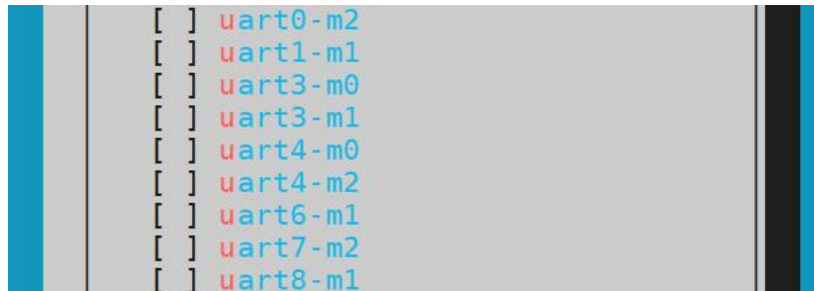 [ ] uart0-m2
[ ] uart1-m1
[ ] uart3-m0
[ ] uart3-m1
[ ] uart4-m0
[ ] uart4-m2
[ ] uart6-m1
[ ] uart7-m2
[ ] uart8-m1